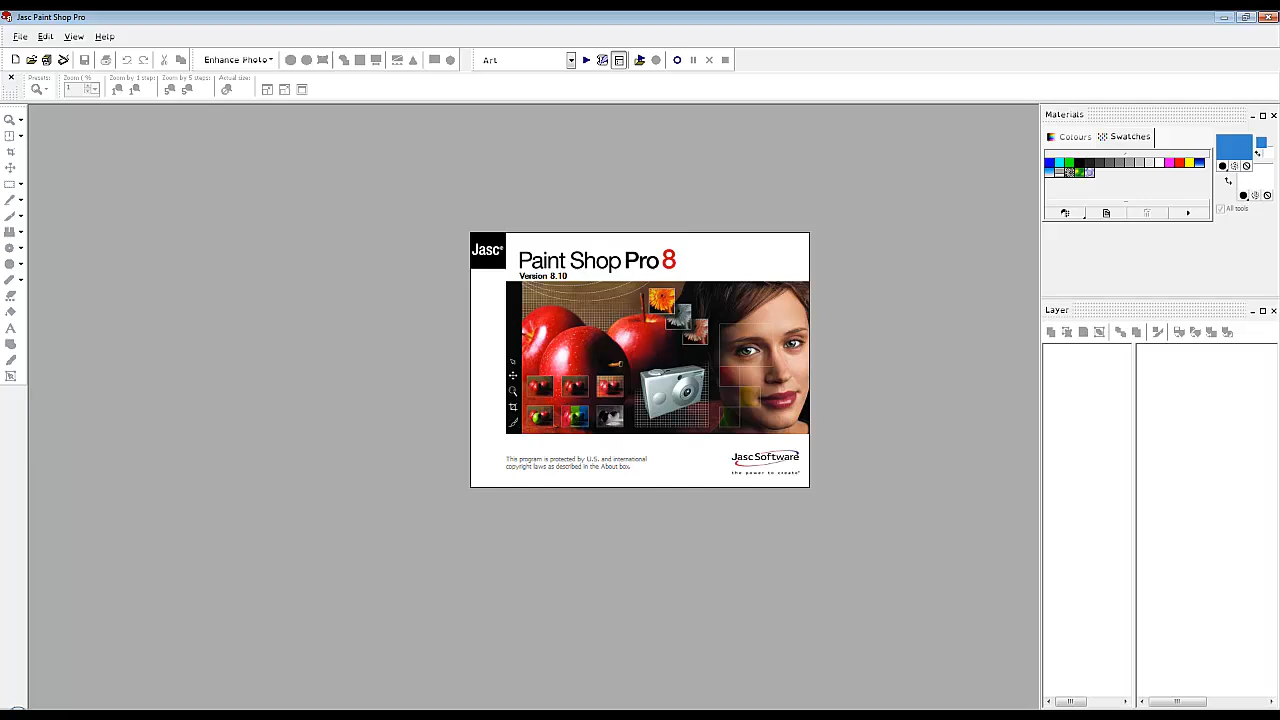 Jasc Paint Shop Pro
File Edit View Help
Enhance Photo
Art
Presets: Zoom (%) Zoom by 1 step: Zoom by 5 steps: Actual size:
1
Materials
Colours Swatches
All tools
Layer
Jasc®
Paint Shop Pro 8
Version 8.10
This program is protected by U.S. and international
copyright laws as described in the About box.
Jasc Software
the power to create®